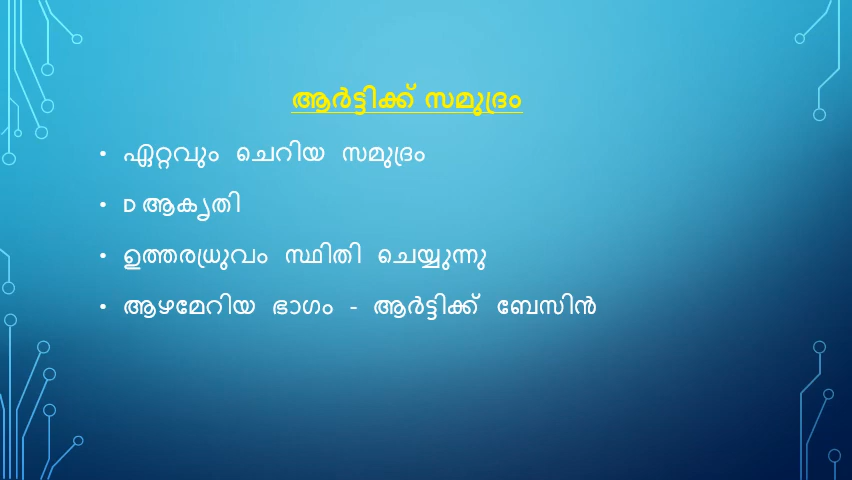 ആർട്ടിക്ക് സമുദ്രം
• ഏറ്റവും ചെറിയ സമുദ്രം
• D ആകൃതി
• ഉത്തരധ്രുവം സ്ഥിതി ചെയ്യുന്നു
• ആഴമേറിയ ഭാഗം - ആർട്ടിക്ക് ബേസിൻ